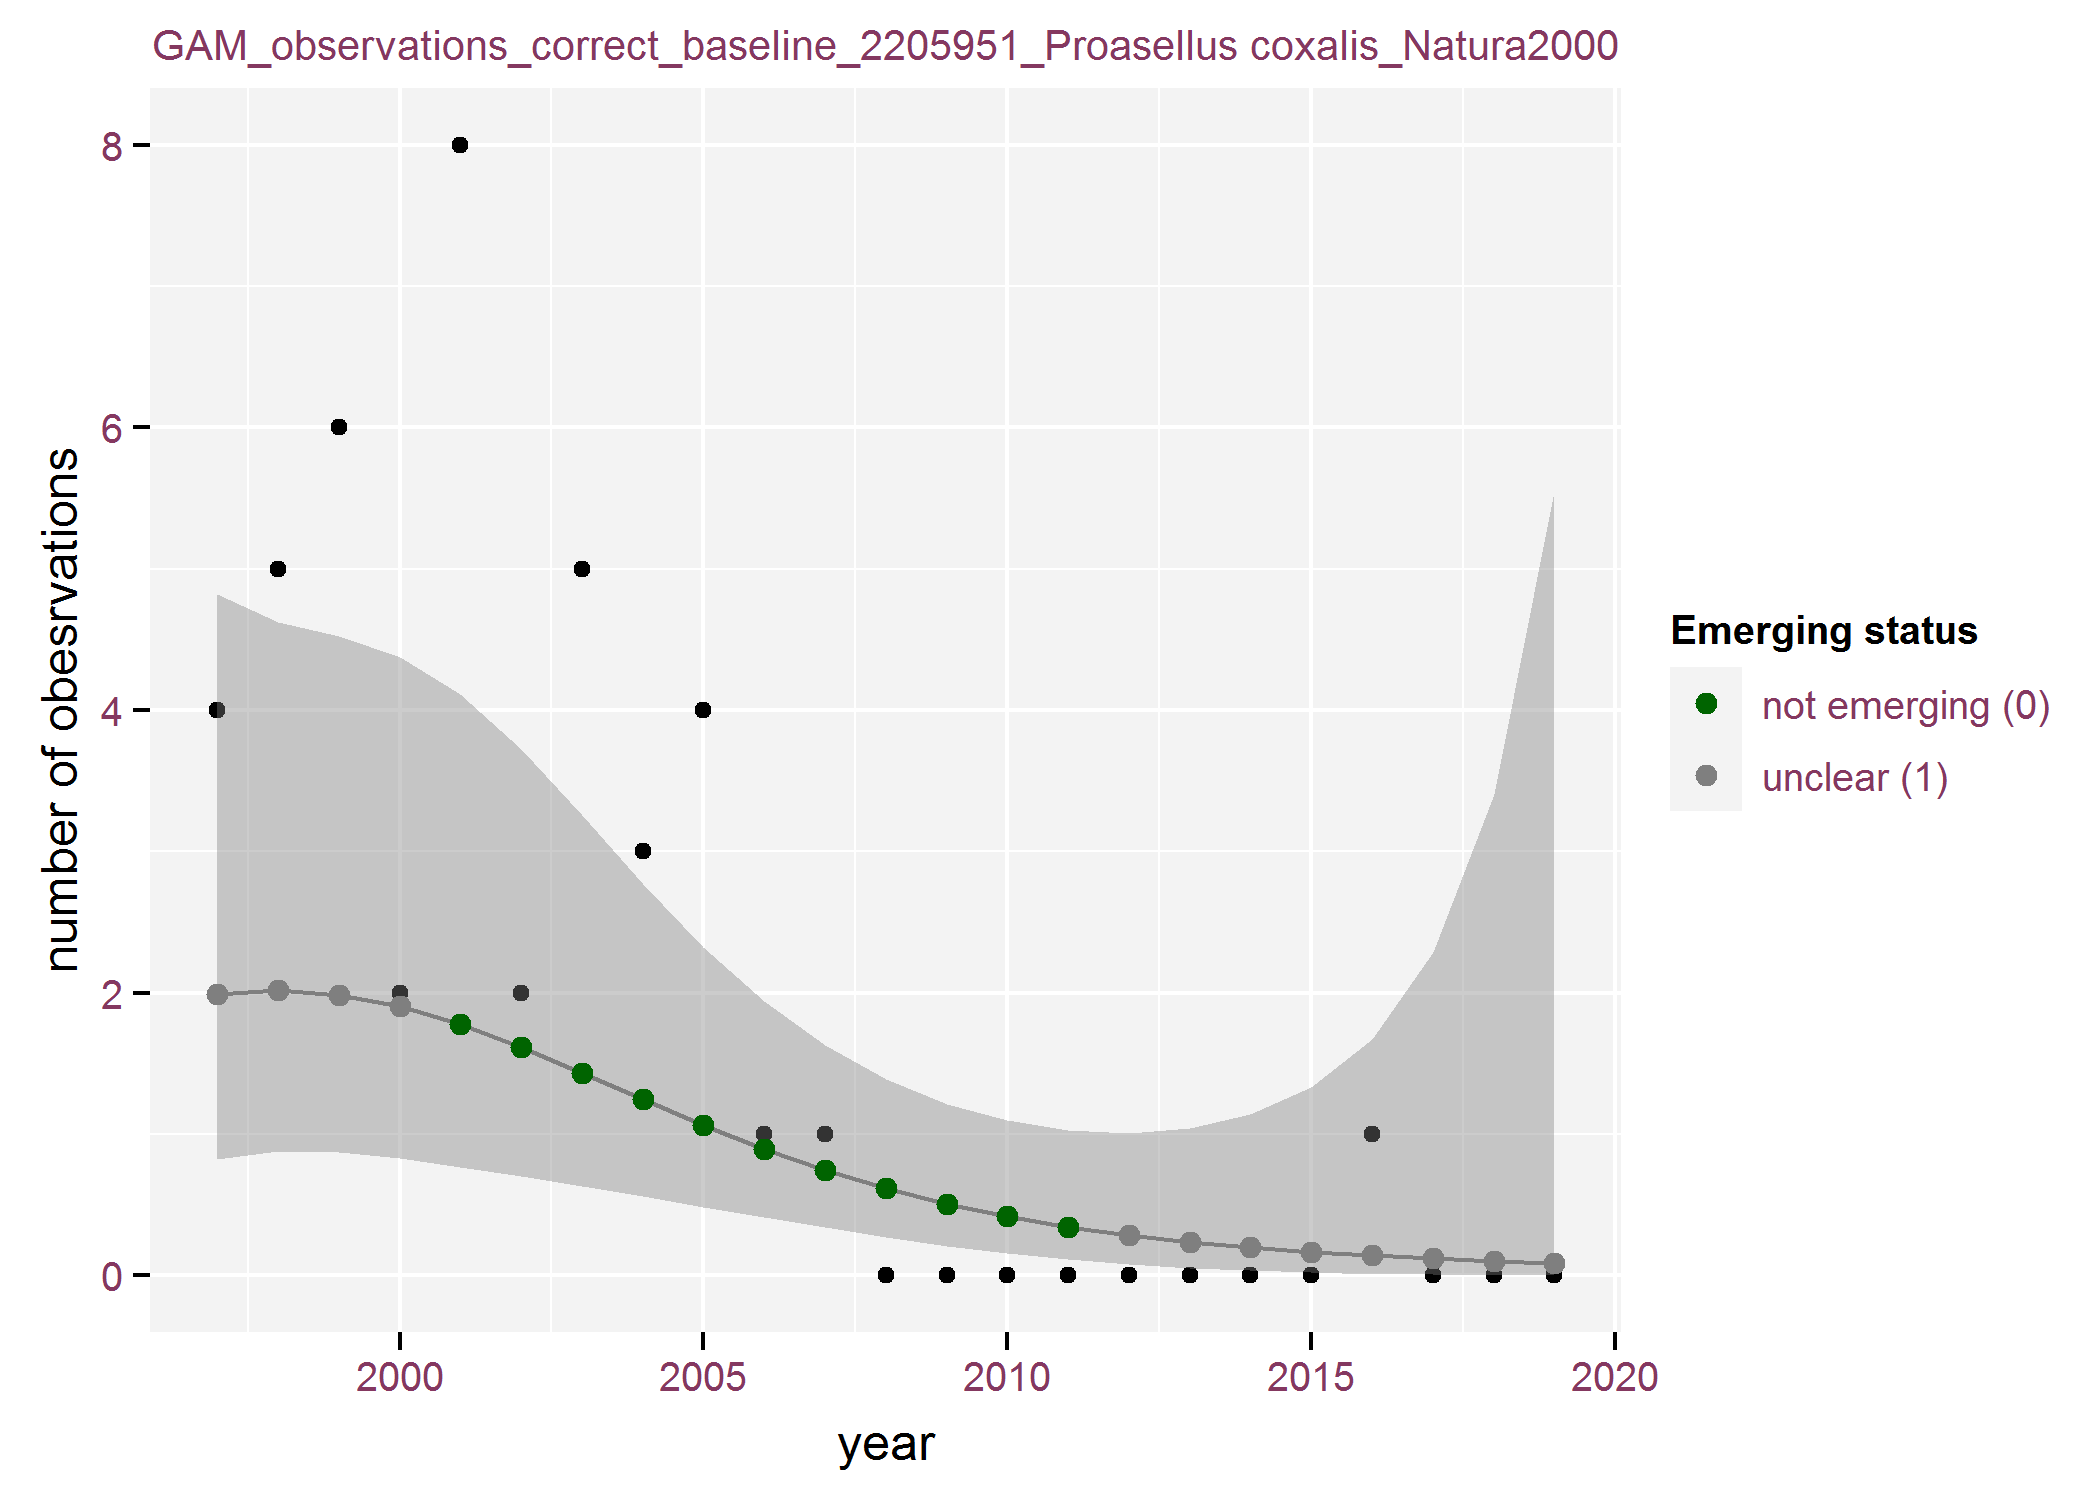 GAM_observations_correct_baseline_2205951_Proasellus coxalis_Natura2000
8
6
4
2
0
number of obesrvations
2000
2005
2010
2015
2020
year
Emerging status
not emerging (0)
unclear (1)